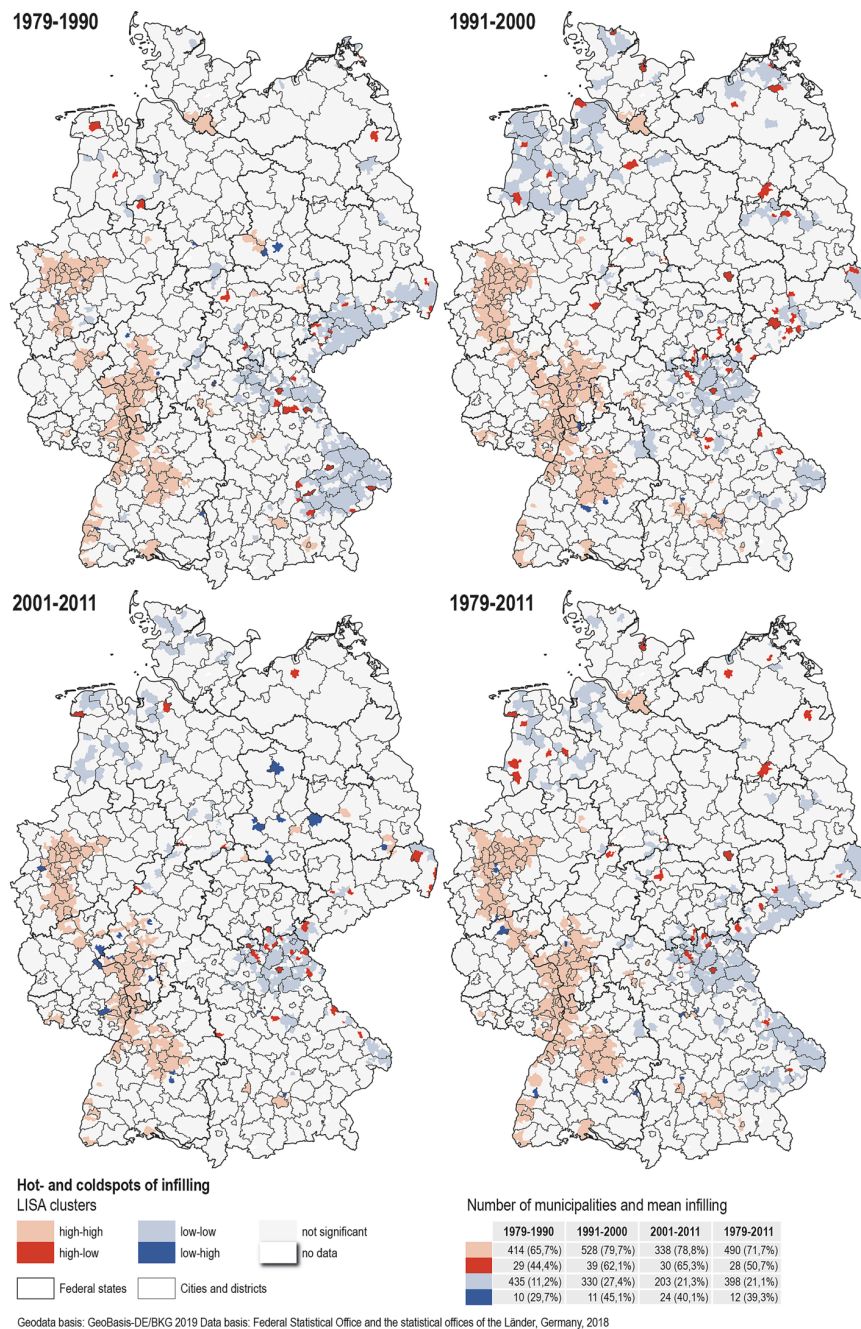 1979-1990
1991-2000
2001-2011
1979-2011
Hot- and coldspots of infilling
LISA clusters
high-high
low-low
not significant
high-low
low-high
no data
Federal states
Cities and districts
Number of municipalities and mean infilling
1979-1990 1991-2000 2001-2011 1979-2011
414 (65,7%) 528 (79,7%) 338 (78,8%) 490 (71,7%)
29 (44,4%) 39 (62,1%) 30 (65,3%) 28 (50,7%)
435 (11,2%) 330 (27,4%) 203 (21,3%) 398 (21,1%)
10 (29,7%) 11 (45,1%) 24 (40,1%) 12 (39,3%)
Geodata basis: GeoBasis-DE/BKG 2019 Data basis: Federal Statistical Office and the statistical offices of the Länder, Germany, 2018